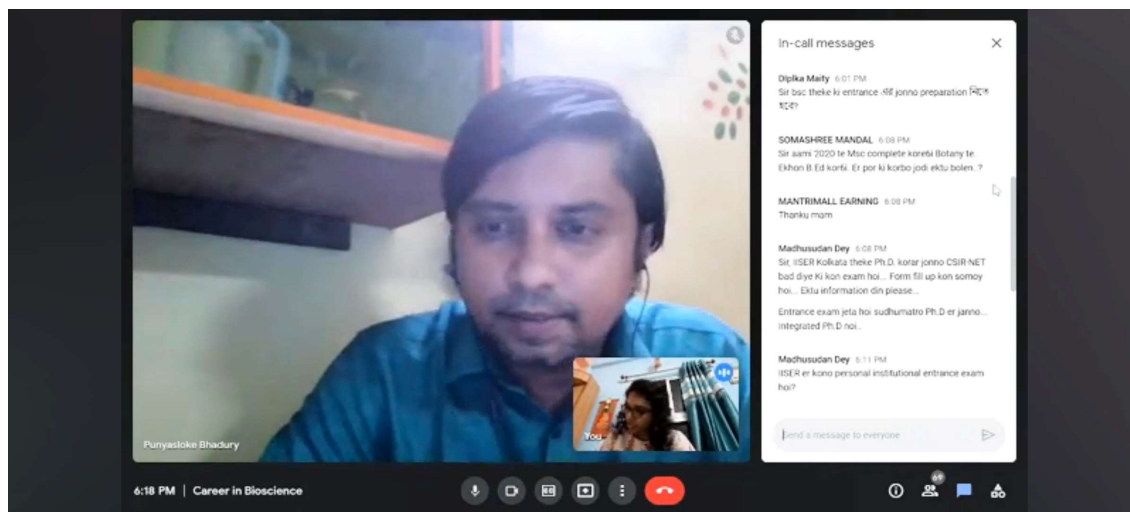 In-call messages
Diplka Maity 6:01 PM
Sir bsc theke ki entrance এর jonno preparation নিতে
হবে?
SOMASHREE MANDAL 6:08 PM
Sir aami 2020 te Msc complete korechi Botany te.
Ekhon B.Ed korchi. Er por ki korbo jodi ektu bolen..?
MANTRIMALL EARNING 6:08 PM
Thanku mam
Madhusudan Dey 6:08 PM
Sir, IISER Kolkata theke Ph.D. korar jonno CSIR-NET
bad diye Ki kon exam hoi... Form fill up kon somoy
hoi... Ektu information din please...
Entrance exam jeta hoi sudhumatro Ph.D er janno...
Integrated Ph.D noi..
Madhusudan Dey 6:11 PM
IISER er kono personal institutional entrance exam
hoi?
Send a message to everyone
Punyasloke Bhadury
You
6:18 PM | Career in Bioscience
69